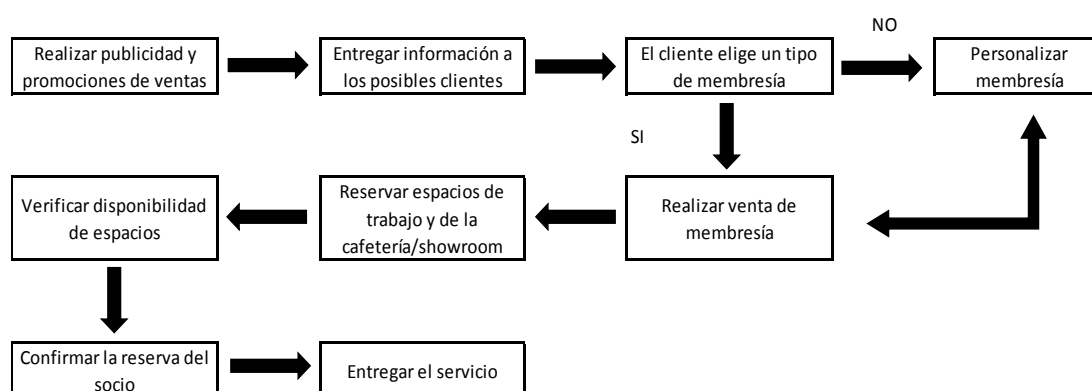 NO
Realizar publicidad y
promociones de ventas
Entregar información a
los posibles clientes
El cliente elige un tipo
de membresía
Personalizar
membresía
SI
Verificar disponibilidad
de espacios
Reservar espacios de
trabajo y de la
cafetería/showroom
Realizar venta de
membresía
Confirmar la reserva del
socio
Entregar el servicio